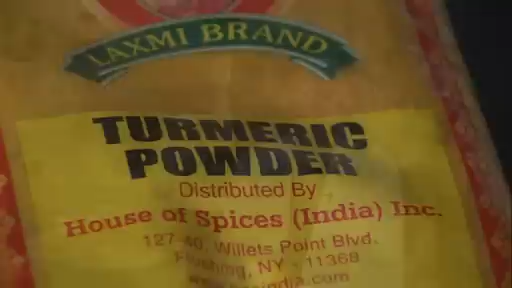 LAXMI BRAND
TURMERIC
POWDER
Distributed By
House of Spices (India) Inc.
127-40, Willets Point Blvd.
Flushing, NY - 11368